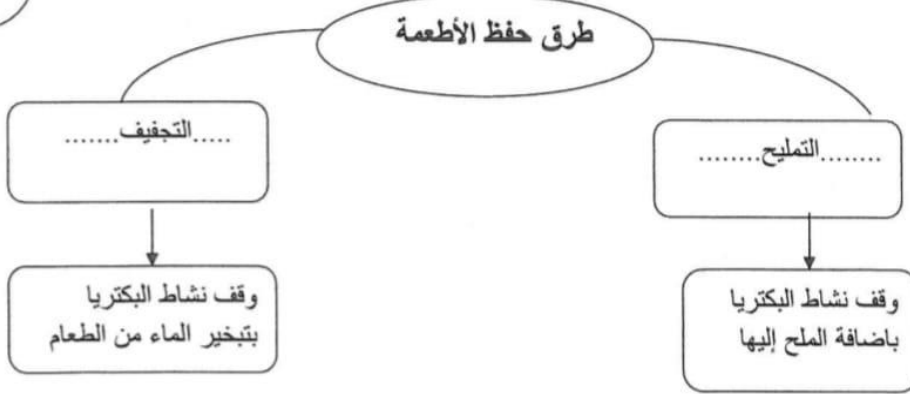 طرق حفظ الأطعمة
........التمليح........
.....التجفيف.......
وقف نشاط البكتريا
باضافة الملح إليها
وقف نشاط البكتريا
بتبخير الماء من الطعام